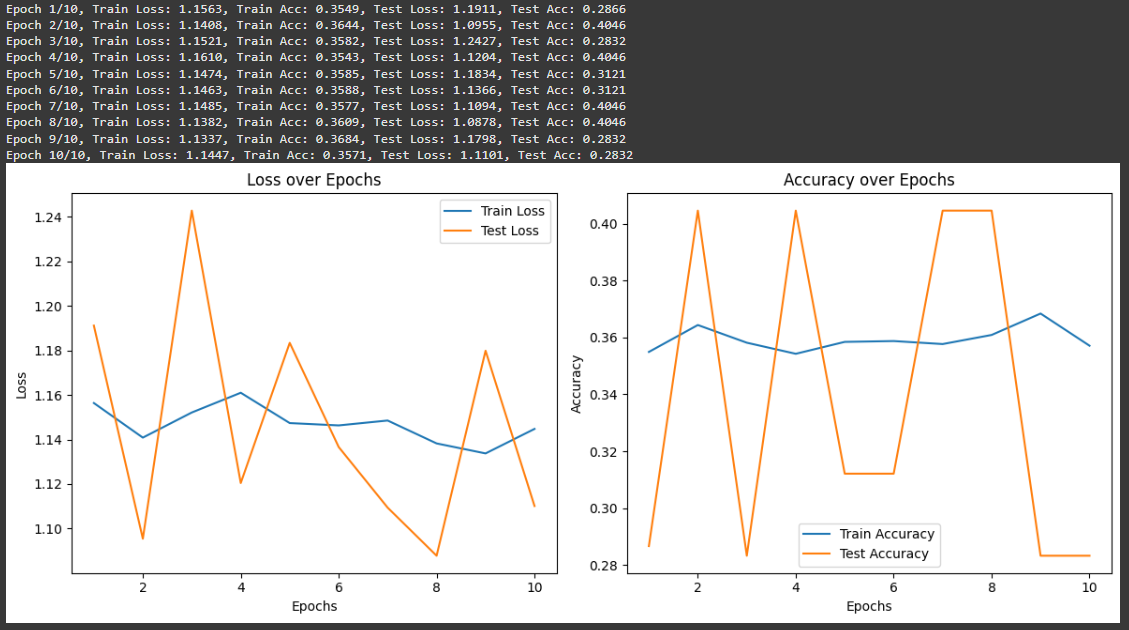 Epoch 1/10, Train Loss: 1.1563, Train Acc: 0.3549, Test Loss: 1.1911, Test Acc: 0.2866
Epoch 2/10, Train Loss: 1.1408, Train Acc: 0.3644, Test Loss: 1.0955, Test Acc: 0.4046
Epoch 3/10, Train Loss: 1.1521, Train Acc: 0.3582, Test Loss: 1.2427, Test Acc: 0.2832
Epoch 4/10, Train Loss: 1.1610, Train Acc: 0.3543, Test Loss: 1.1204, Test Acc: 0.4046
Epoch 5/10, Train Loss: 1.1474, Train Acc: 0.3585, Test Loss: 1.1834, Test Acc: 0.3121
Epoch 6/10, Train Loss: 1.1463, Train Acc: 0.3588, Test Loss: 1.1366, Test Acc: 0.3121
Epoch 7/10, Train Loss: 1.1485, Train Acc: 0.3577, Test Loss: 1.1094, Test Acc: 0.4046
Epoch 8/10, Train Loss: 1.1382, Train Acc: 0.3609, Test Loss: 1.0878, Test Acc: 0.4046
Epoch 9/10, Train Loss: 1.1337, Train Acc: 0.3684, Test Loss: 1.1798, Test Acc: 0.2832
Epoch 10/10, Train Loss: 1.1447, Train Acc: 0.3571, Test Loss: 1.1101, Test Acc: 0.2832
Loss over Epochs
Train Loss
Test Loss
Loss
1.24
1.22
1.20
1.18
1.16
1.14
1.12
1.10
2 4 6 8 10
Epochs
Accuracy over Epochs
Accuracy
0.40
0.38
0.36
0.34
0.32
0.30
0.28
Train Accuracy
Test Accuracy
2 4 6 8 10
Epochs